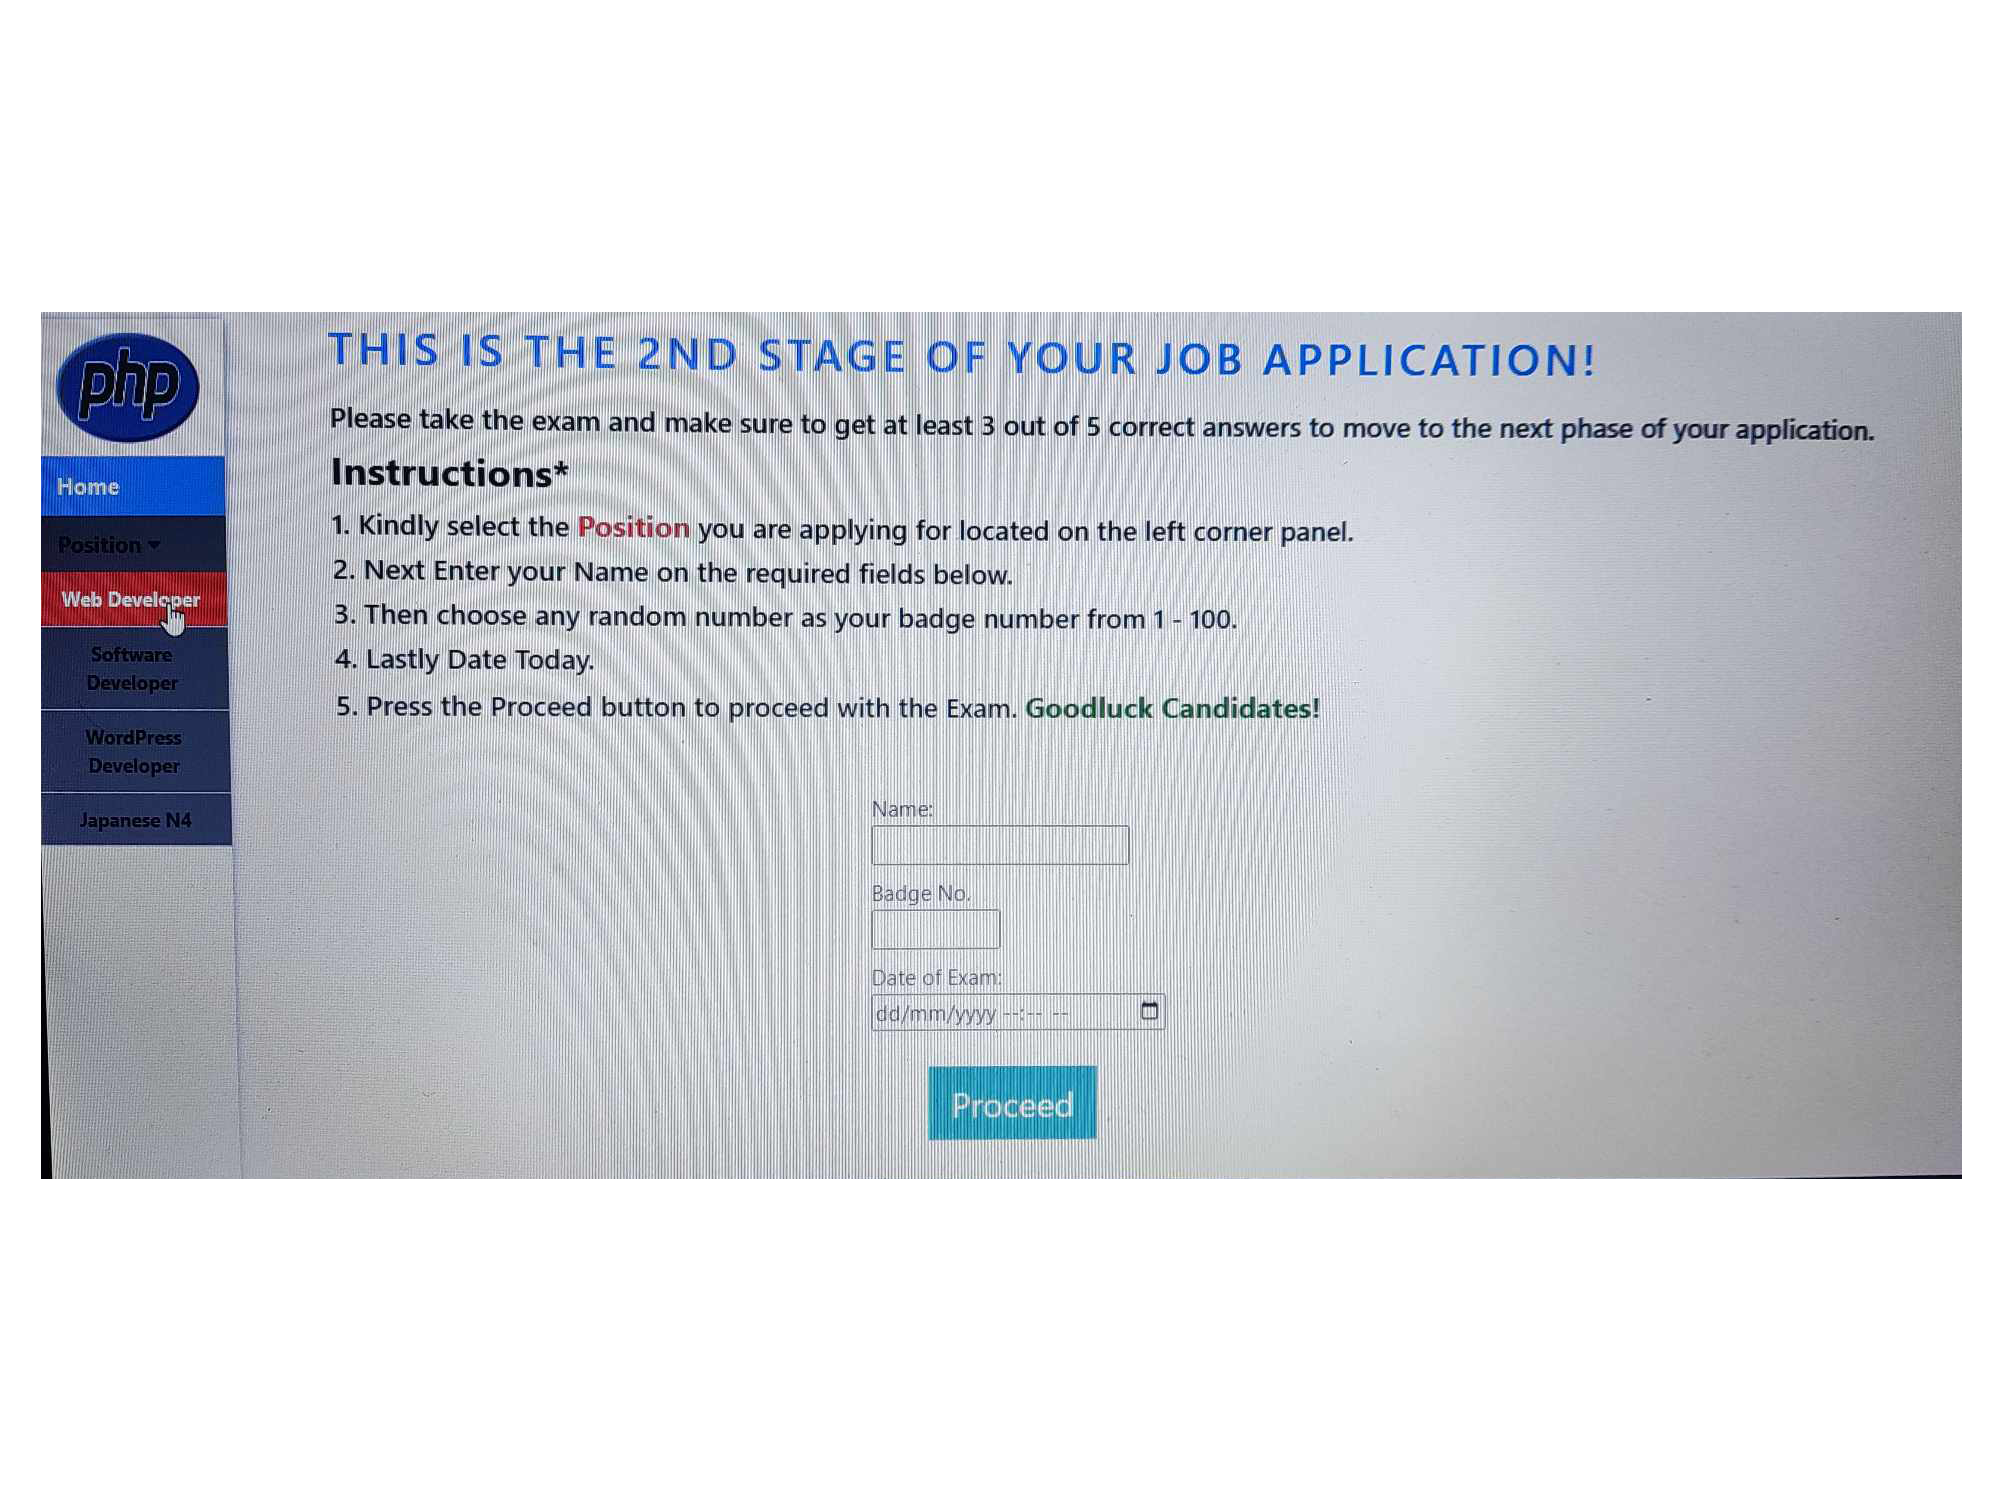 php
THIS IS THE 2ND STAGE OF YOUR JOB APPLICATION!
Please take the exam and make sure to get at least 3 out of 5 correct answers to move to the next phase of your application.
Instructions*
1. Kindly select the Position you are applying for located on the left corner panel.
2. Next Enter your Name on the required fields below.
3. Then choose any random number as your badge number from 1 - 100.
4. Lastly Date Today.
5. Press the Proceed button to proceed with the Exam. Goodluck Candidates!
Home
Position
Web Developer
Software
Developer
WordPress
Developer
Japanese N4
Name:
Badge No.
Date of Exam:
dd/mm/yyyy --:-- --
Proceed